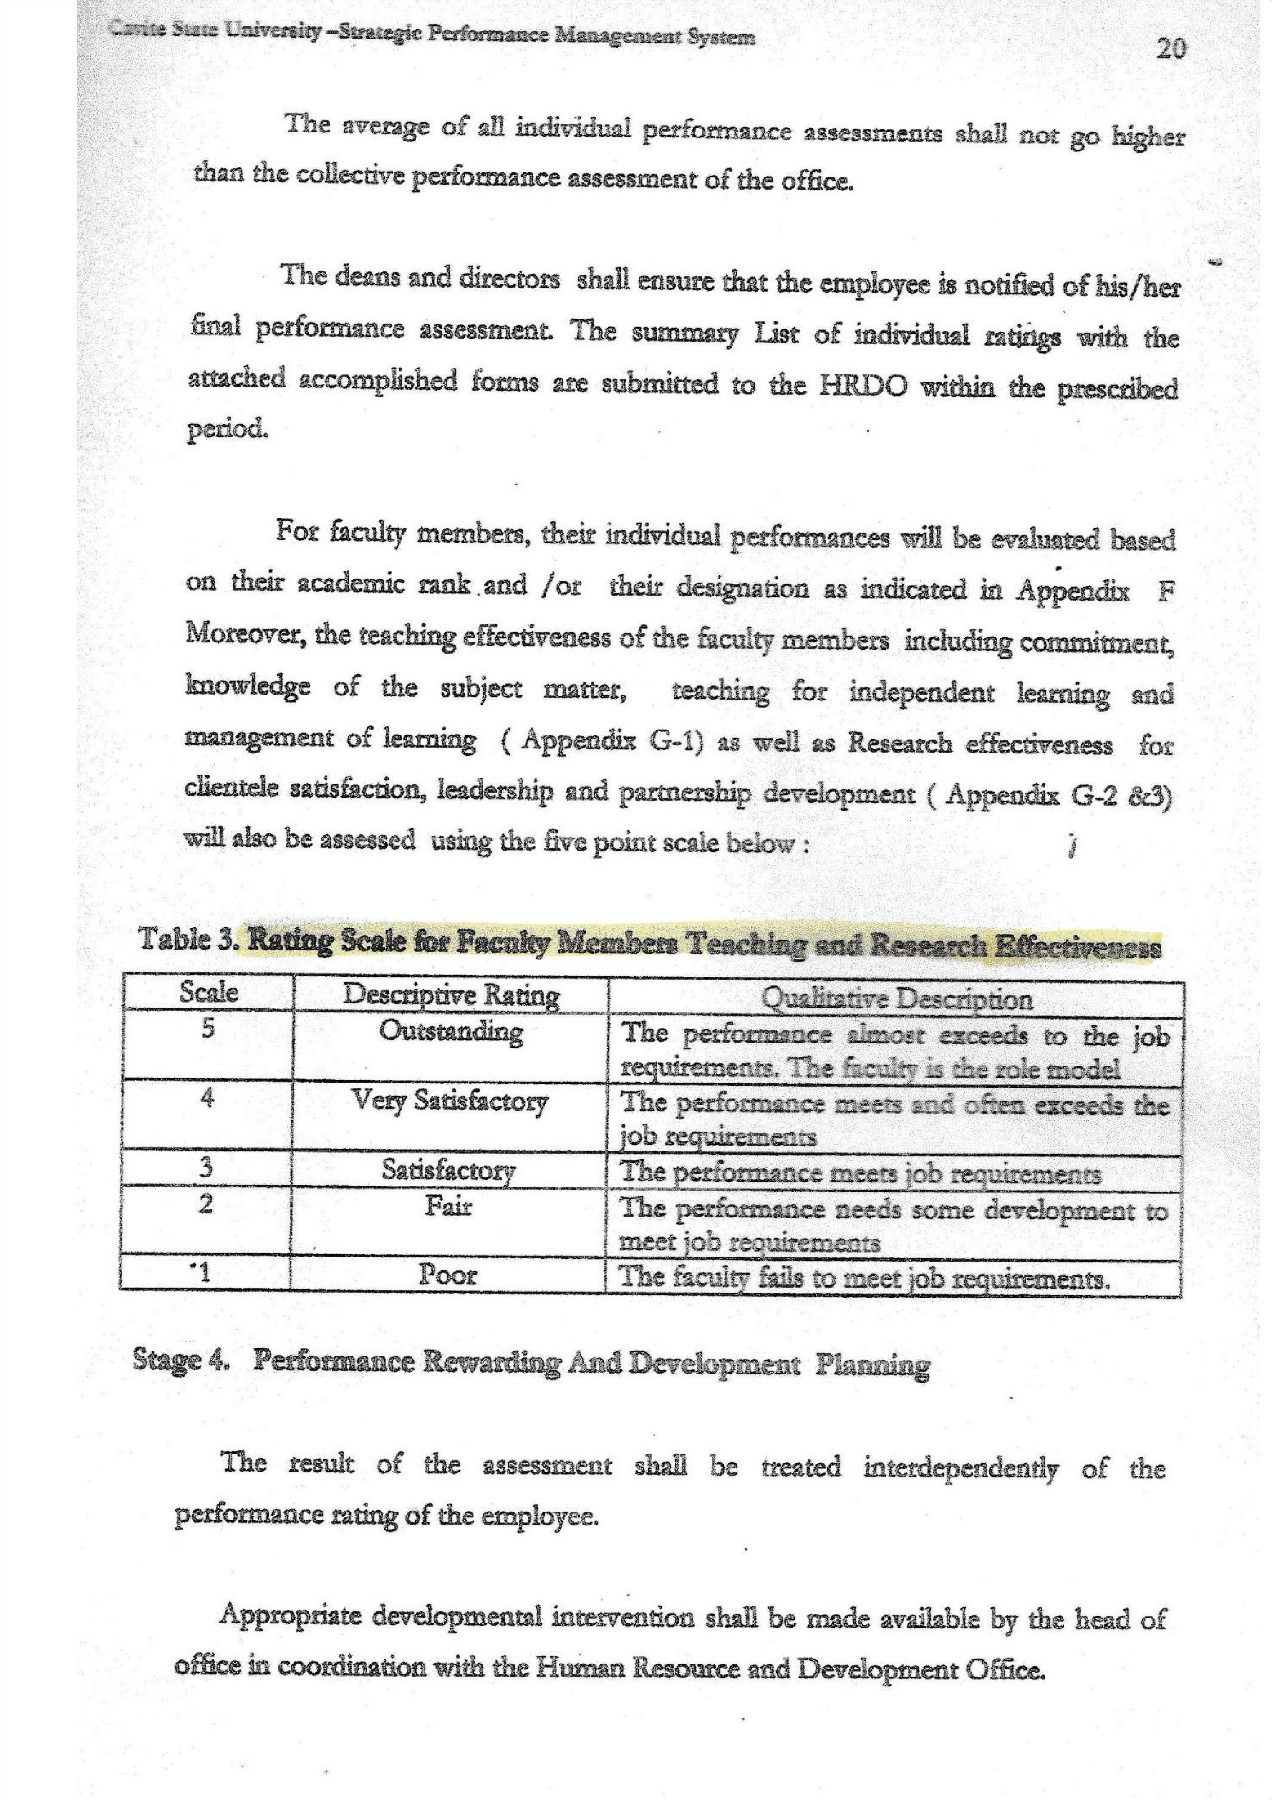 Cavite State University –Strategic Performance Management System
20
The average of all individual performance assessments shall not go higher
than the collective performance assessment of the office.
The deans and directors shall ensure that the employee is notified of his/her
final performance assessment. The summary List of individual ratings with the
attached accomplished forms are submitted to the HRDO within the prescribed
period.
For faculty members, their individual performances will be evaluated based
on their academic rank and /or their designation as indicated in Appendix F
Moreover, the teaching effectiveness of the faculty members including commitment,
knowledge of the subject matter, teaching for independent learning and
management of learning ( Appendix G-1) as well as Research effectiveness for
clientele satisfaction, leadership and partnership development ( Appendix G-2 &3)
will also be assessed using the five point scale below :
Table 3. Rating Scale for Faculty Members Teaching and Research Effectiveness
Scale Descriptive Rating Qualitative Description
5 Outstanding The performance almost exceeds to the job
requirements. The faculty is the role model
4 Very Satisfactory The performance meets and often exceeds the
job requirements
3 Satisfactory The performance meets job requirements
2 Fair The performance needs some development to
meet job requirements
1 Poor The faculty fails to meet job requirements.
Stage 4. Performance Rewarding And Development Planning
The result of the assessment shall be treated interdependently of the
performance rating of the employee.
Appropriate developmental intervention shall be made available by the head of
office in coordination with the Human Resource and Development Office.